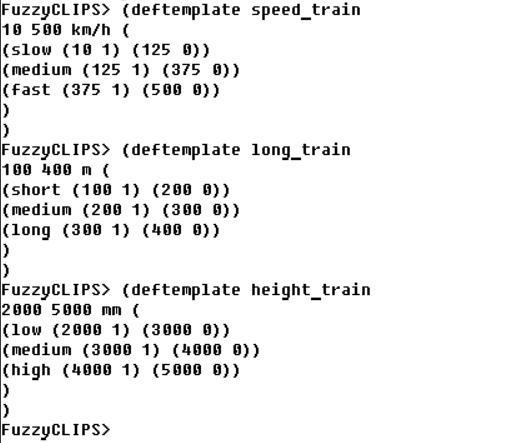 FuzzyCLIPS> (deftemplate speed_train
10 500 km/h (
(slow (10 1) (125 0))
(medium (125 1) (375 0))
(fast (375 1) (500 0))
)
)
FuzzyCLIPS> (deftemplate long_train
100 400 m (
(short (100 1) (200 0))
(medium (200 1) (300 0))
(long (300 1) (400 0))
)
)
FuzzyCLIPS> (deftemplate height_train
2000 5000 mm (
(low (2000 1) (3000 0))
(medium (3000 1) (4000 0))
(high (4000 1) (5000 0))
)
)
FuzzyCLIPS>